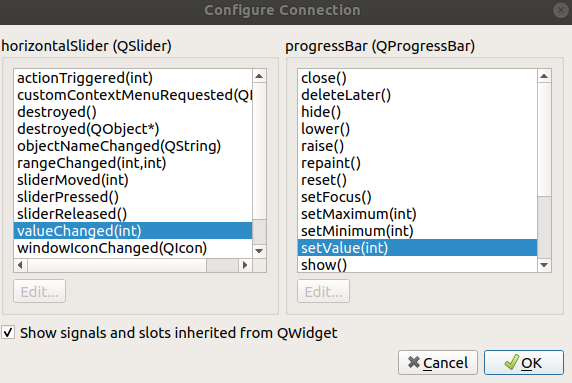 Configure Connection
horizontalSlider (QSlider)
actionTriggered(int)
customContextMenuRequested(QI
destroyed()
destroyed(QObject*)
objectNameChanged(QString)
rangeChanged(int,int)
sliderMoved(int)
sliderPressed()
sliderReleased()
valueChanged(int)
windowIconChanged(QIcon)
Edit...
progressBar (QProgressBar)
close()
deleteLater()
hide()
lower()
raise()
repaint()
reset()
setFocus()
setMaximum(int)
setMinimum(int)
setValue(int)
show()
Edit...
Show signals and slots inherited from QWidget
Cancel
OK